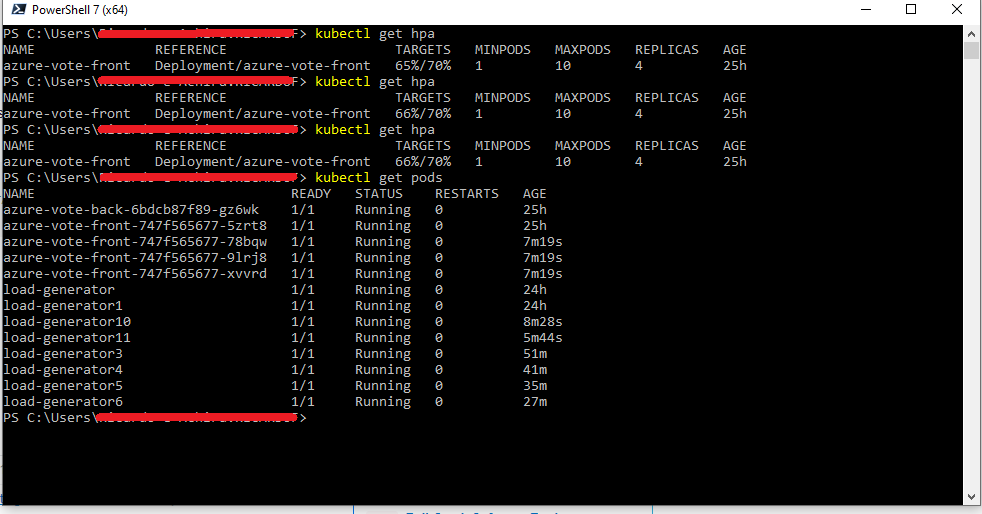 PowerShell 7 (x64)
PS C:\Users\ > kubectl get hpa
NAME REFERENCE TARGETS MINPODS MAXPODS REPLICAS AGE
azure-vote-front Deployment/azure-vote-front 65%/70% 1 10 4 25h
PS C:\Users\ > kubectl get hpa
NAME REFERENCE TARGETS MINPODS MAXPODS REPLICAS AGE
azure-vote-front Deployment/azure-vote-front 66%/70% 1 10 4 25h
PS C:\Users\ > kubectl get hpa
NAME REFERENCE TARGETS MINPODS MAXPODS REPLICAS AGE
azure-vote-front Deployment/azure-vote-front 66%/70% 1 10 4 25h
PS C:\Users\ > kubectl get pods
NAME READY STATUS RESTARTS AGE
azure-vote-back-6bdcb87f89-gz6wk 1/1 Running 0 25h
azure-vote-front-747f565677-5zrt8 1/1 Running 0 25h
azure-vote-front-747f565677-78bqw 1/1 Running 0 7m19s
azure-vote-front-747f565677-9lrj8 1/1 Running 0 7m19s
azure-vote-front-747f565677-xvvrd 1/1 Running 0 7m19s
load-generator 1/1 Running 0 24h
load-generator1 1/1 Running 0 24h
load-generator10 1/1 Running 0 8m28s
load-generator11 1/1 Running 0 5m44s
load-generator3 1/1 Running 0 51m
load-generator4 1/1 Running 0 41m
load-generator5 1/1 Running 0 35m
load-generator6 1/1 Running 0 27m
PS C:\Users\ >